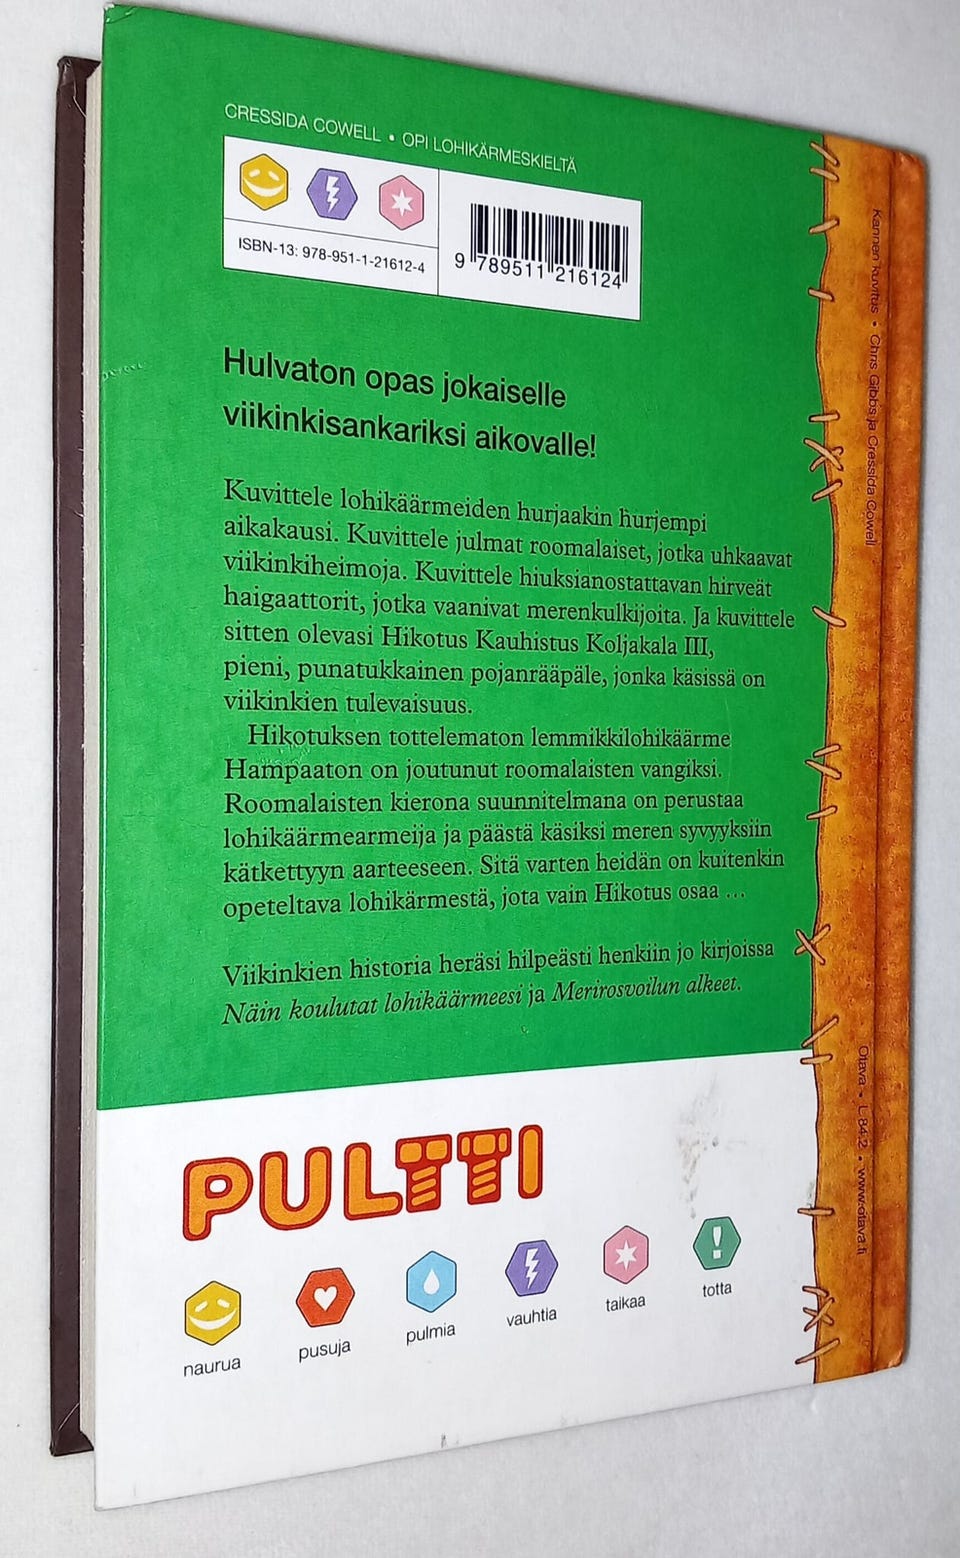 CRESSIDA COWELL • OPI LOHIKÄRMESKIELTÄ
ISBN-13: 978-951-1-21612-4
9 789511 216124
Hulvaton opas jokaiselle
viikinkisankariksi aikovalle!
Kuvittele lohikäärmeiden hurjaakin hurjempi
aikakausi. Kuvittele julmat roomalaiset, jotka uhkaavat
viikinkiheimoja. Kuvittele hiuksianostattavan hirveät
haigaattorit, jotka vaanivat merenkulkijoita. Ja kuvittele
sitten olevasi Hikotus Kauhistus Koljakala III,
pieni, punatukkainen pojanrääpäle, jonka käsissä on
viikinkien tulevaisuus.
Hikotuksen tottelematon lemmikkilohikäärme
Hampaaton on joutunut roomalaisten vangiksi.
Roomalaisten kierona suunnitelmana on perustaa
lohikäärmearmeija ja päästä käsiksi meren syvyyksiin
kätkettyyn aarteeseen. Sitä varten heidän on kuitenkin
opeteltava lohikärmestä, jota vain Hikotus osaa ...
Viikinkien historia heräsi hilpeästi henkiin jo kirjoissa
Näin koulutat lohikäärmeesi ja Merirosvoilun alkeet.
PULTTI
naurua
pusuja
pulmia
vauhtia
taikaa
totta
Kannen kuvitus • Chris Gibbs ja Cressida Cowell
Otava • L 84.2 • www.otava.fi